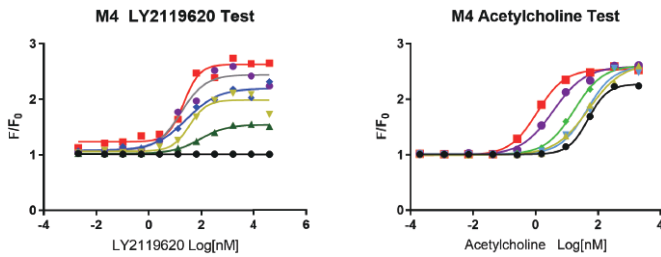 M4 LY2119620 Test
F/F0
3
2
1
0
-4 -2 0 2 4 6
LY2119620 Log[nM]
M4 Acetylcholine Test
F/F0
3
2
1
0
-4 -2 0 2 4
Acetylcholine Log[nM]